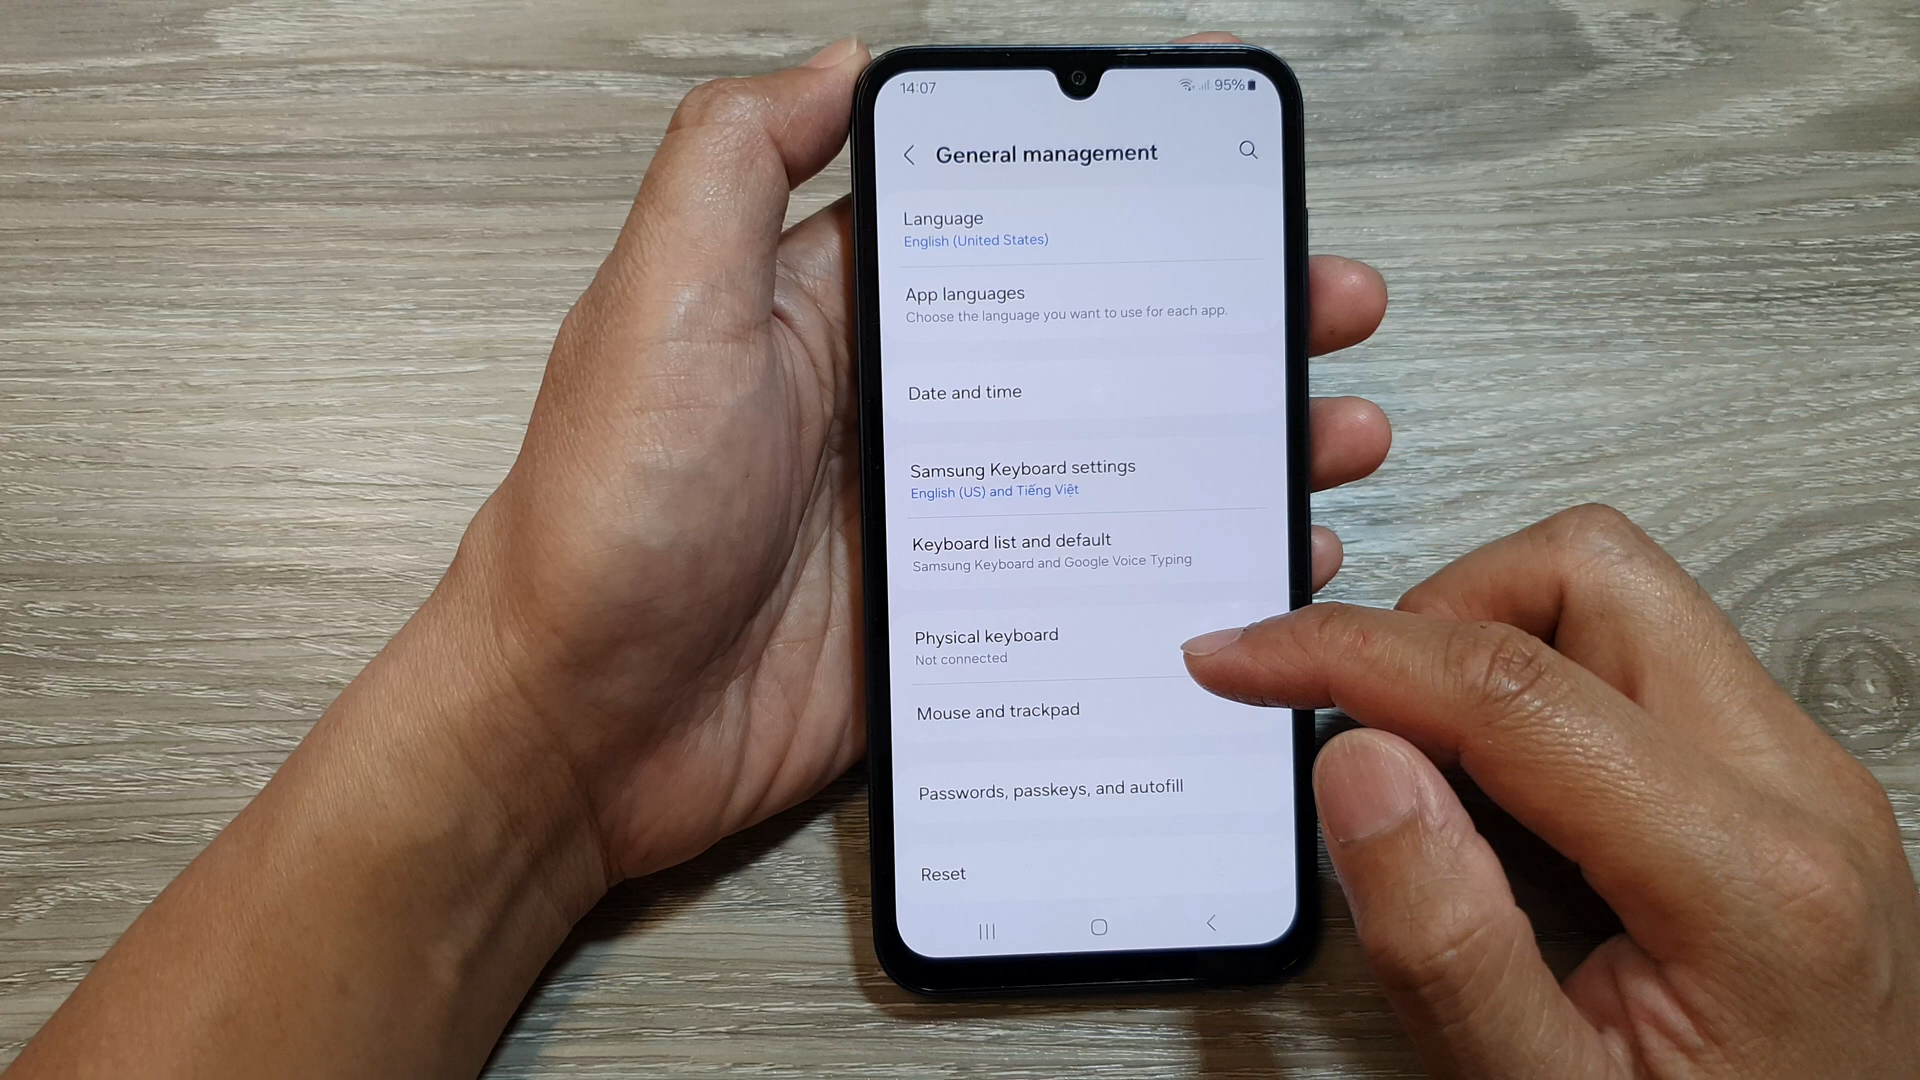 14:07
95%
General management
Language
English (United States)
App languages
Choose the language you want to use for each app.
Date and time
Samsung Keyboard settings
English (US) and Tiếng Việt
Keyboard list and default
Samsung Keyboard and Google Voice Typing
Physical keyboard
Not connected
Mouse and trackpad
Passwords, passkeys, and autofill
Reset